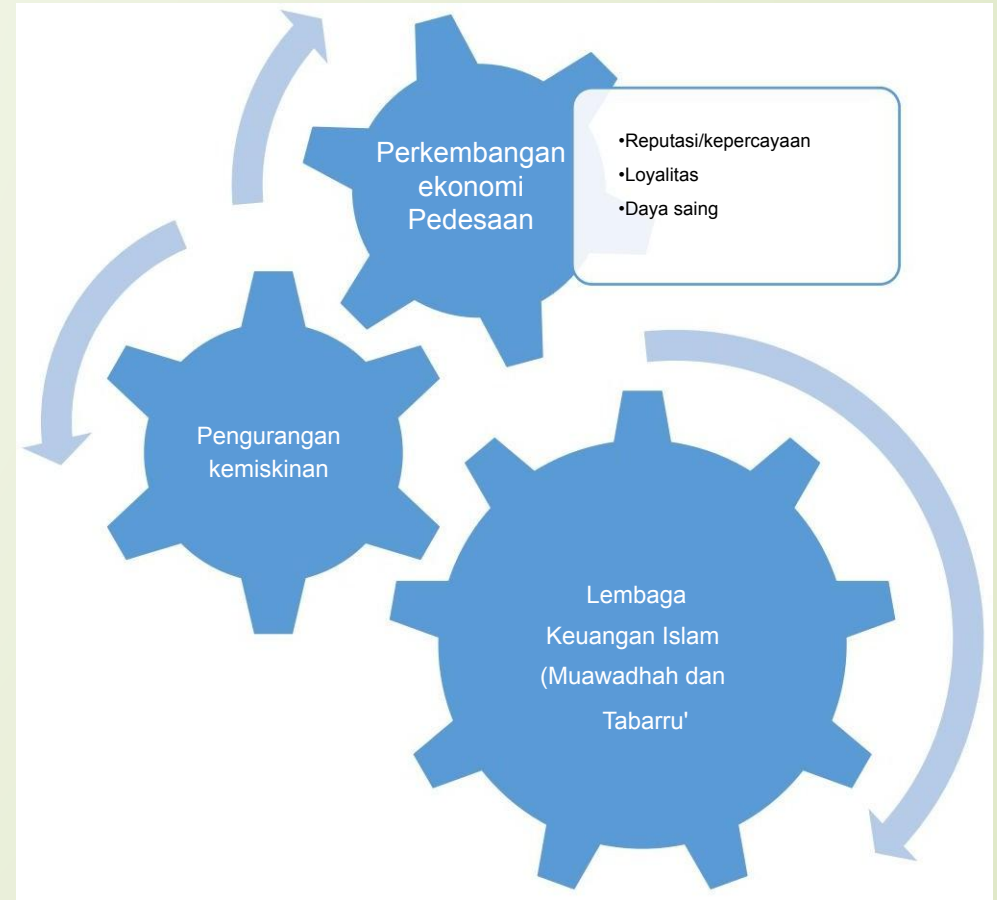 Perkembangan
ekonomi
Pedesaan
•Reputasi/kepercayaan
•Loyalitas
•Daya saing
Pengurangan
kemiskinan
Lembaga
Keuangan Islam
(Muawadhah dan
Tabarru'